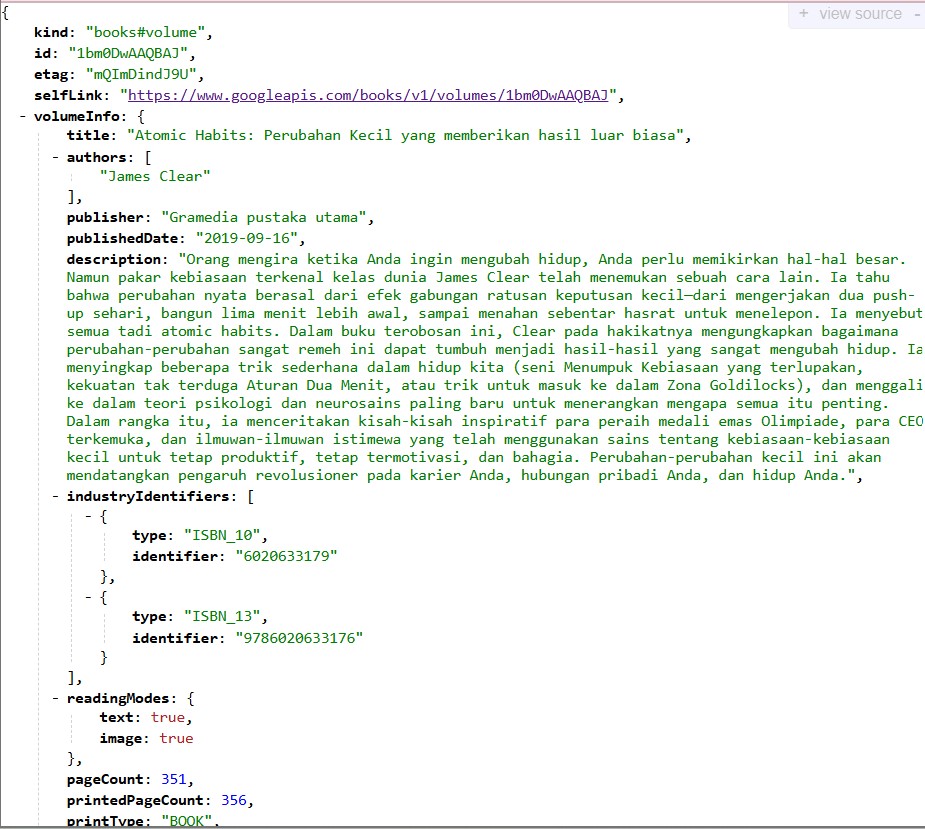 + view source -
{
kind: "books#volume",
id: "1bm0DwAAQBAJ",
etag: "mQImDindJ9U",
selfLink: "https://www.googleapis.com/books/v1/volumes/1bm0DwAAQBAJ",
- volumeInfo: {
title: "Atomic Habits: Perubahan Kecil yang memberikan hasil luar biasa",
- authors: [
"James Clear"
],
publisher: "Gramedia pustaka utama",
publishedDate: "2019-09-16",
description: "Orang mengira ketika Anda ingin mengubah hidup, Anda perlu memikirkan hal-hal besar.
Namun pakar kebiasaan terkenal kelas dunia James Clear telah menemukan sebuah cara lain. Ia tahu
bahwa perubahan nyata berasal dari efek gabungan ratusan keputusan kecil—dari mengerjakan dua push-
up sehari, bangun lima menit lebih awal, sampai menahan sebentar hasrat untuk menelepon. Ia menyebut
semua tadi atomic habits. Dalam buku terobosan ini, Clear pada hakikatnya mengungkapkan bagaimana
perubahan-perubahan sangat remeh ini dapat tumbuh menjadi hasil-hasil yang sangat mengubah hidup. Ia
menyingkap beberapa trik sederhana dalam hidup kita (seni Menumpuk Kebiasaan yang terlupakan,
kekuatan tak terduga Aturan Dua Menit, atau trik untuk masuk ke dalam Zona Goldilocks), dan menggali
ke dalam teori psikologi dan neurosains paling baru untuk menerangkan mengapa semua itu penting.
Dalam rangka itu, ia menceritakan kisah-kisah inspiratif para peraih medali emas Olimpiade, para CEO
terkemuka, dan ilmuwan-ilmuwan istimewa yang telah menggunakan sains tentang kebiasaan-kebiasaan
kecil untuk tetap produktif, tetap termotivasi, dan bahagia. Perubahan-perubahan kecil ini akan
mendatangkan pengaruh revolusioner pada karier Anda, hubungan pribadi Anda, dan hidup Anda.",
- industryIdentifiers: [
- {
type: "ISBN_10",
identifier: "6020633179"
},
- {
type: "ISBN_13",
identifier: "9786020633176"
}
],
- readingModes: {
text: true,
image: true
},
pageCount: 351,
printedPageCount: 356,
printType: "BOOK",